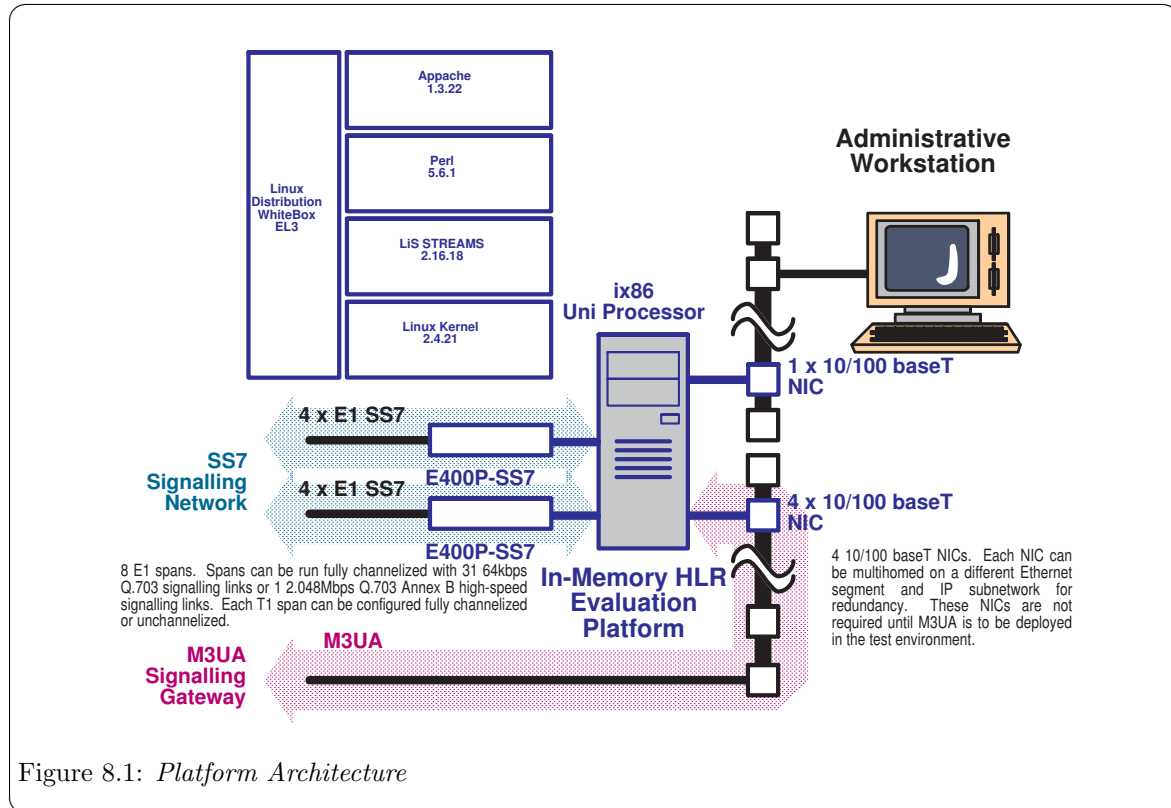 Appache
1.3.22
Perl
5.6.1
Linux
Distribution
WhiteBox
EL3
LiS STREAMS
2.16.18
Linux Kernel
2.4.21
Administrative
Workstation
ix86
Uni Processor
1 x 10/100 baseT
NIC
4 x E1 SS7
E400P-SS7
SS7
Signalling
Network
4 x E1 SS7
E400P-SS7
4 x 10/100 baseT
NIC
8 E1 spans. Spans can be run fully channelized with 31 64kbps
Q.703 signalling links or 1 2.048Mbps Q.703 Annex B high-speed
signalling links. Each T1 span can be configured fully channelized
or unchannelized.
In-Memory HLR
Evaluation
Platform
4 10/100 baseT NICs. Each NIC can
be multihomed on a different Ethernet
segment and IP subnetwork for
redundancy. These NICs are not
required until M3UA is to be deployed
in the test environment.
M3UA
M3UA
Signalling
Gateway
Figure 8.1: Platform Architecture